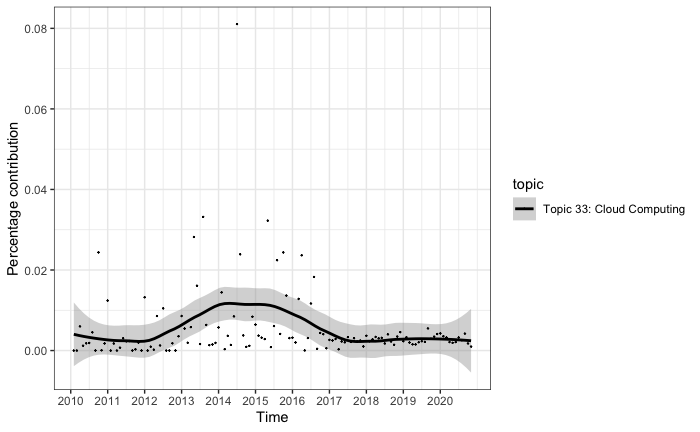 0.08
0.06
0.04
0.02
0.00
Percentage contribution
2010 2011 2012 2013 2014 2015 2016 2017 2018 2019 2020
Time
topic
Topic 33: Cloud Computing